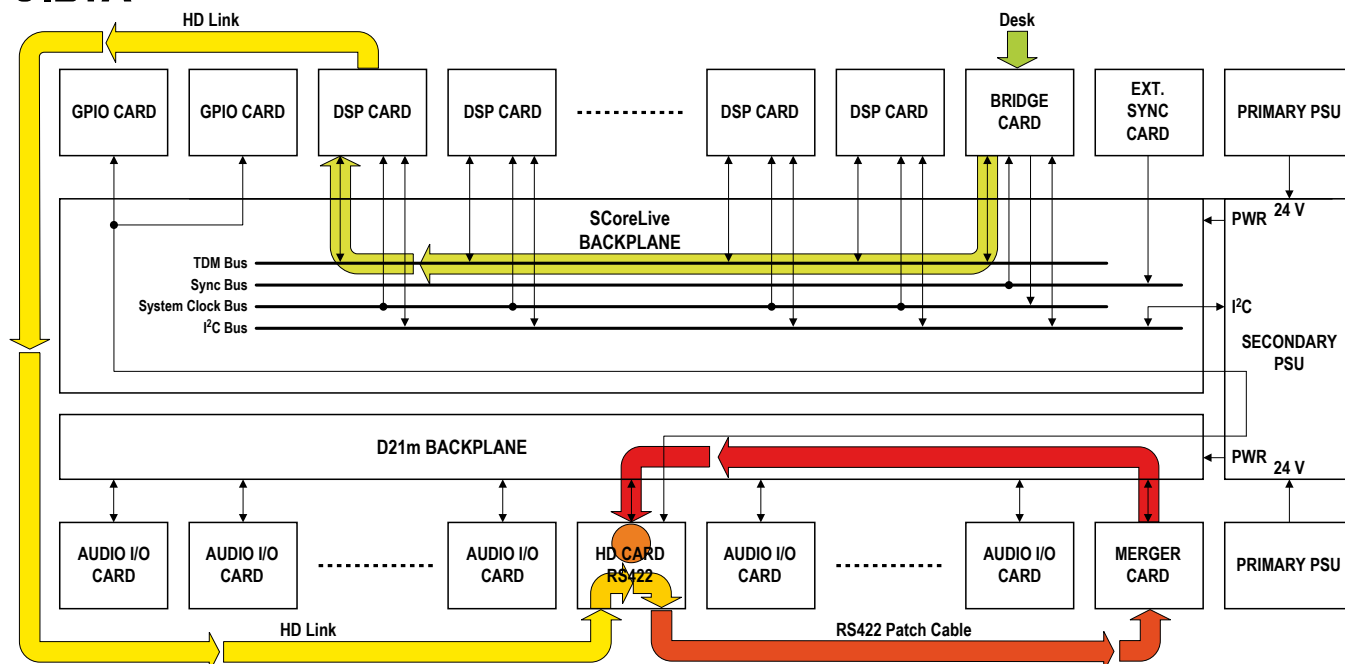 HD Link
Desk
GPIO CARD
GPIO CARD
DSP CARD
DSP CARD
DSP CARD
DSP CARD
BRIDGE
CARD
EXT.
SYNC
CARD
PRIMARY PSU
SCoreLive
BACKPLANE
24 V
PWR
TDM Bus
Sync Bus
System Clock Bus
I²C Bus
I²C
SECONDARY
PSU
D21m BACKPLANE
PWR
24 V
AUDIO I/O
CARD
AUDIO I/O
CARD
AUDIO I/O
CARD
HD CARD
RS422
AUDIO I/O
CARD
AUDIO I/O
CARD
MERGER
CARD
PRIMARY PSU
HD Link
RS422 Patch Cable